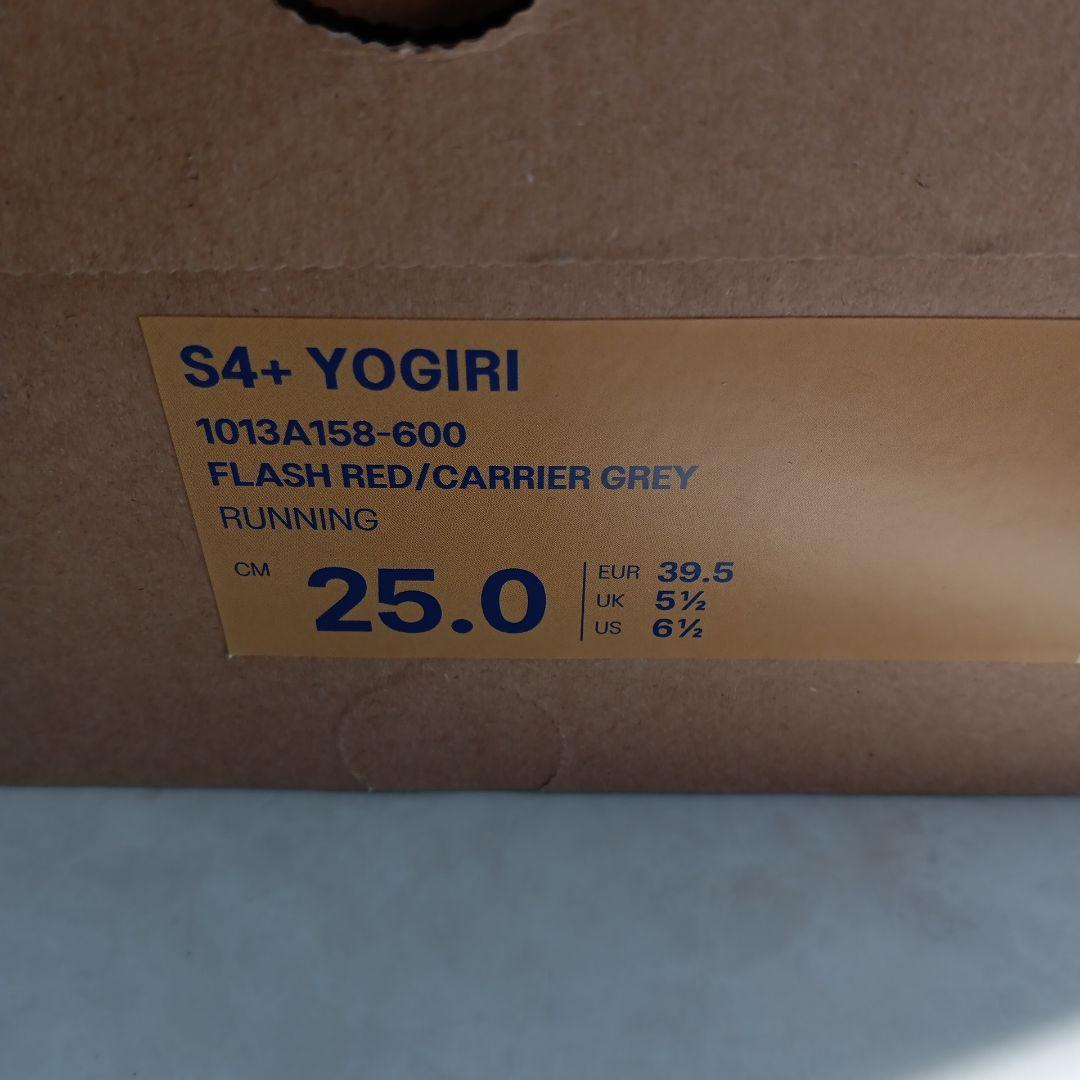 S4+ YOGIRI
1013A158-600
FLASH RED/CARRIER GREY
RUNNING
CM 25.0
EUR 39.5
UK 5½
US 6½